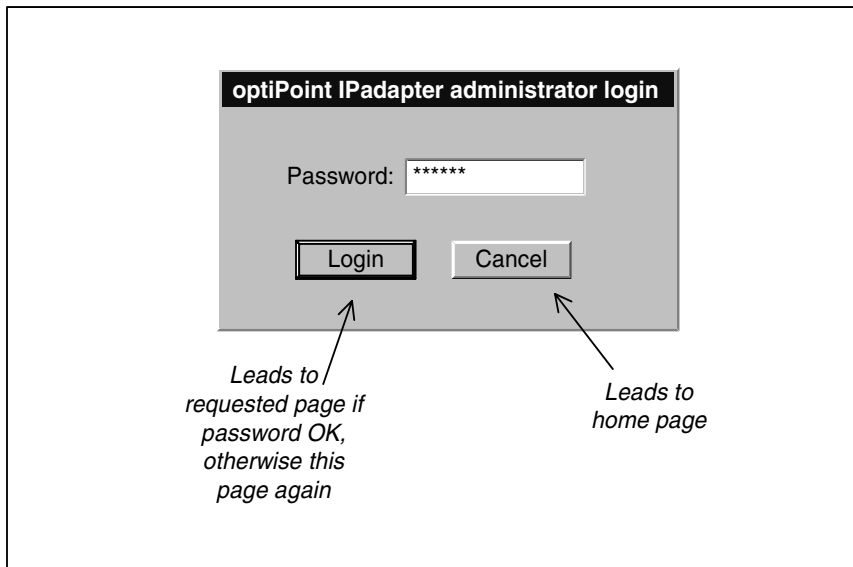 optiPoint IPadapter administrator login
Password: ******
Login Cancel
Leads to
requested page if
password OK,
otherwise this
page again
Leads to
home page